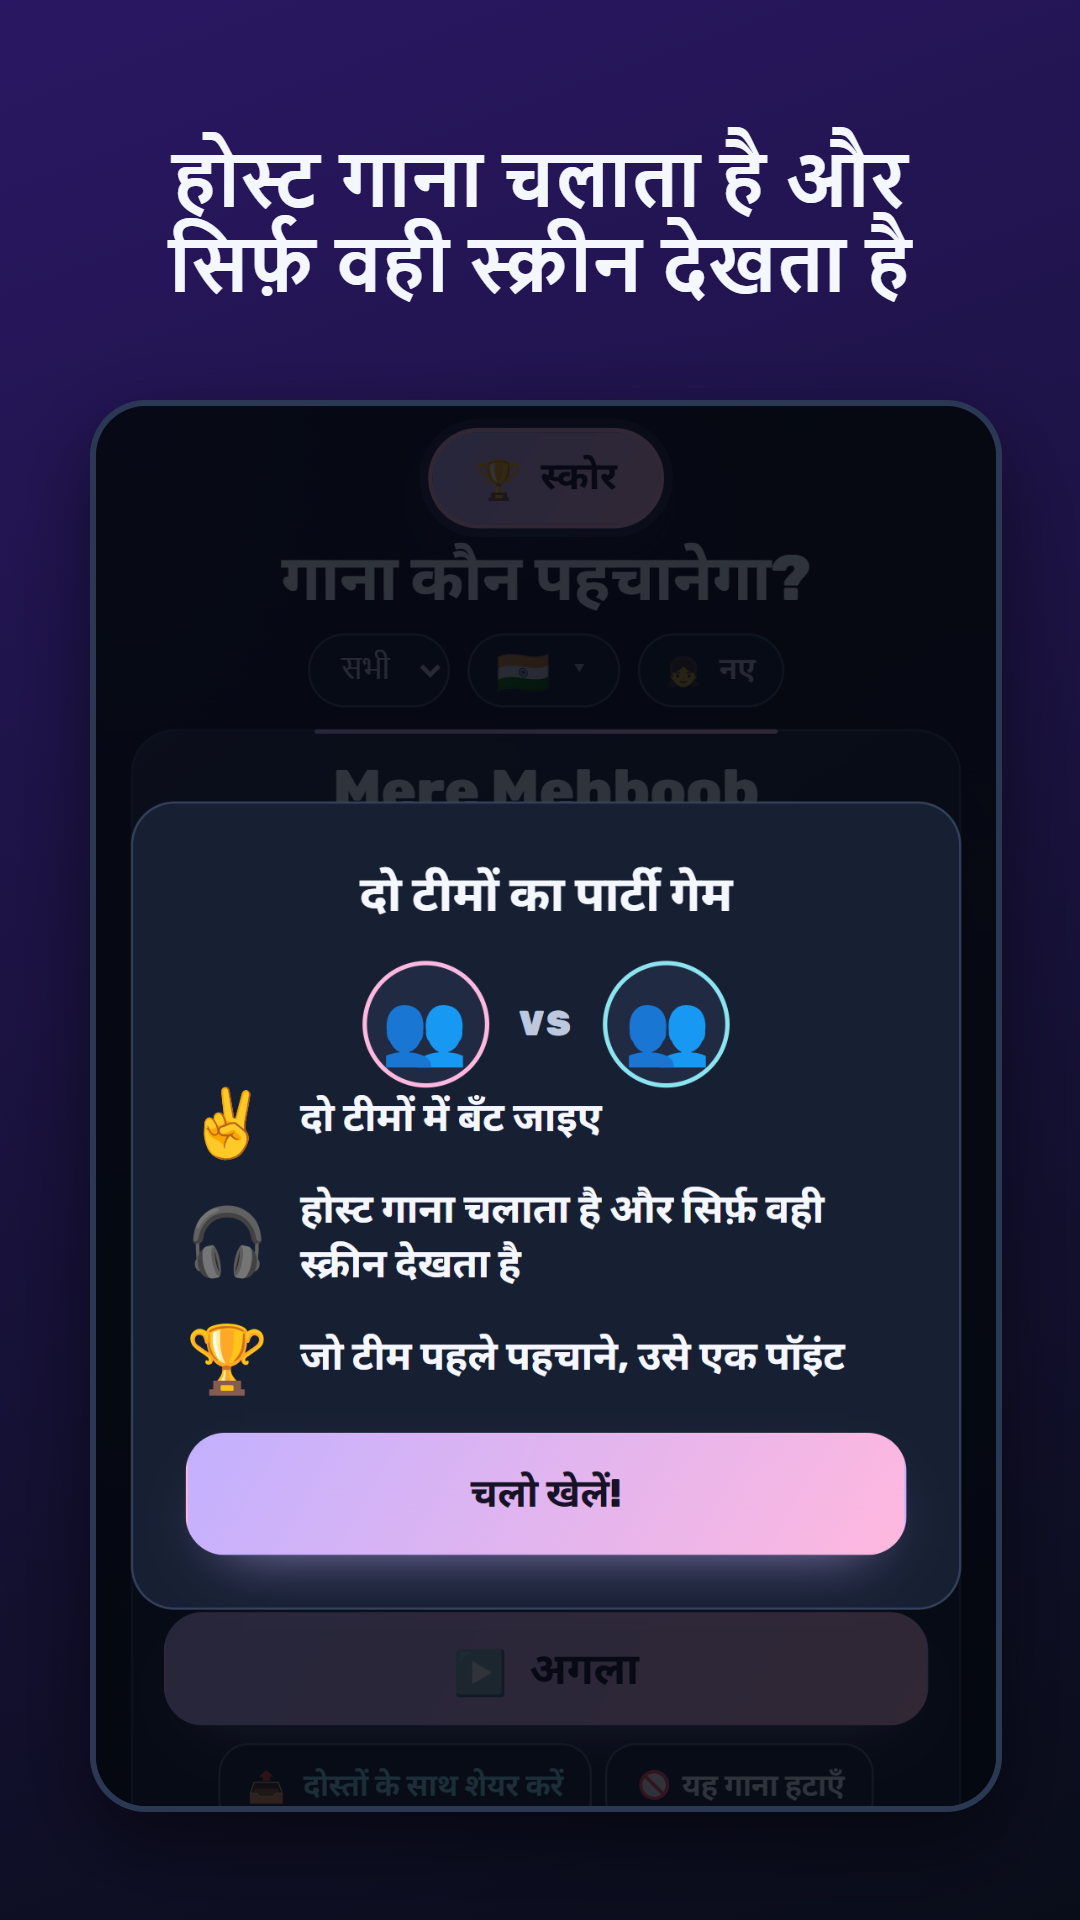 होस्ट गाना चलाता है और
सिर्फ़ वही स्क्रीन देखता है
स्कोर
गाना कौन पहचानेगा?
सभी
नए
Mere Mehboob
दो टीमों का पार्टी गेम
vs
दो टीमों में बँट जाइए
होस्ट गाना चलाता है और सिर्फ़ वही
स्क्रीन देखता है
जो टीम पहले पहचाने, उसे एक पॉइंट
चलो खेलें!
अगला
दोस्तों के साथ शेयर करें
यह गाना हटाएँ